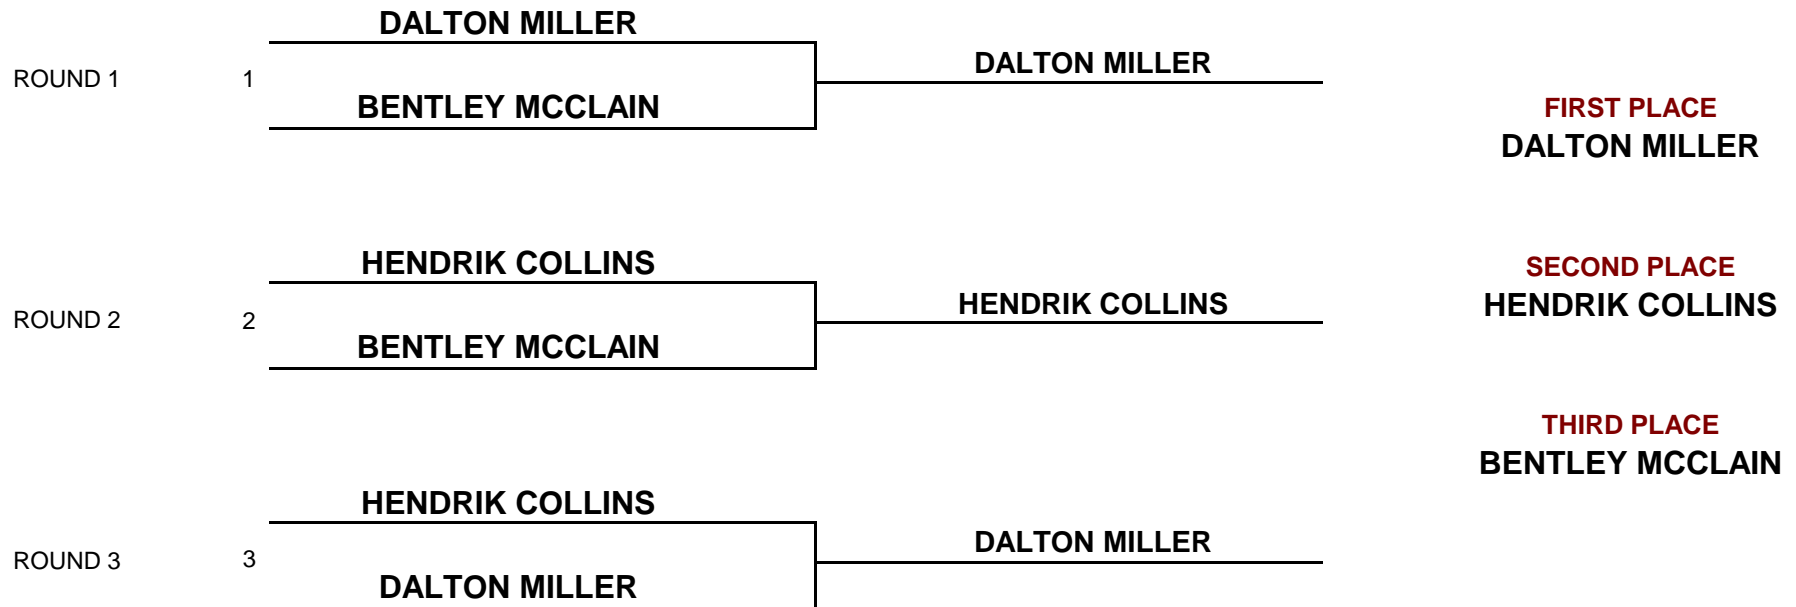 DALTON MILLER
ROUND 1
1
DALTON MILLER
BENTLEY MCCLAIN
FIRST PLACE
DALTON MILLER
HENDRIK COLLINS
ROUND 2
2
HENDRIK COLLINS
BENTLEY MCCLAIN
SECOND PLACE
HENDRIK COLLINS
THIRD PLACE
BENTLEY MCCLAIN
HENDRIK COLLINS
ROUND 3
3
DALTON MILLER
DALTON MILLER